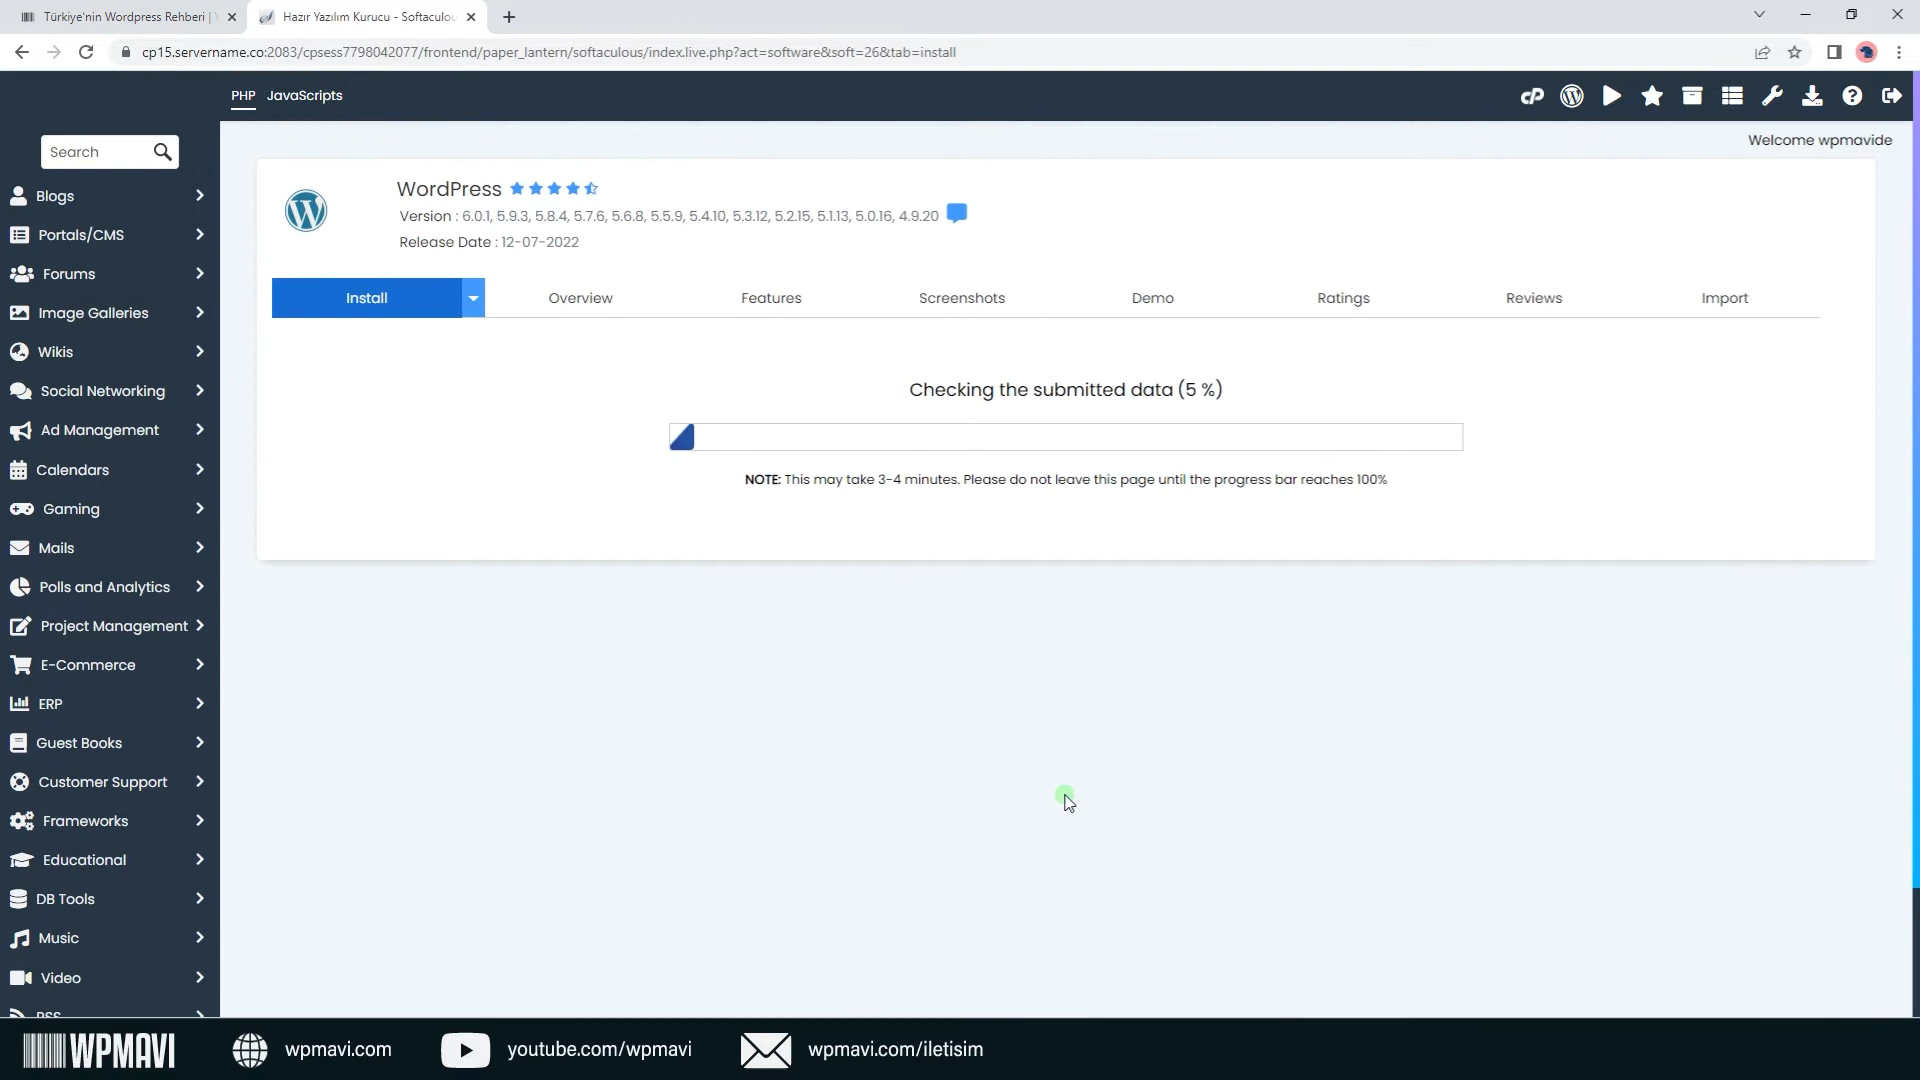 Türkiye'nin Wordpress Rehberi |
Hazır Yazılım Kurucu - Softaculou
cp15.servername.co:2083/cpsess7798042077/frontend/paper_lantern/softaculous/index.live.php?act=software&soft=26&tab=install
PHP JavaScripts
Welcome wpmavide
Search
Blogs
Portals/CMS
Forums
Image Galleries
Wikis
Social Networking
Ad Management
Calendars
Gaming
Mails
Polls and Analytics
Project Management
E-Commerce
ERP
Guest Books
Customer Support
Frameworks
Educational
DB Tools
Music
Video
RSS
WordPress
Version : 6.0.1, 5.9.3, 5.8.4, 5.7.6, 5.6.8, 5.5.9, 5.4.10, 5.3.12, 5.2.15, 5.1.13, 5.0.16, 4.9.20
Release Date : 12-07-2022
Install Overview Features Screenshots Demo Ratings Reviews Import
Checking the submitted data (5 %)
NOTE: This may take 3-4 minutes. Please do not leave this page until the progress bar reaches 100%
WPMAVI wpmavi.com youtube.com/wpmavi wpmavi.com/iletisim